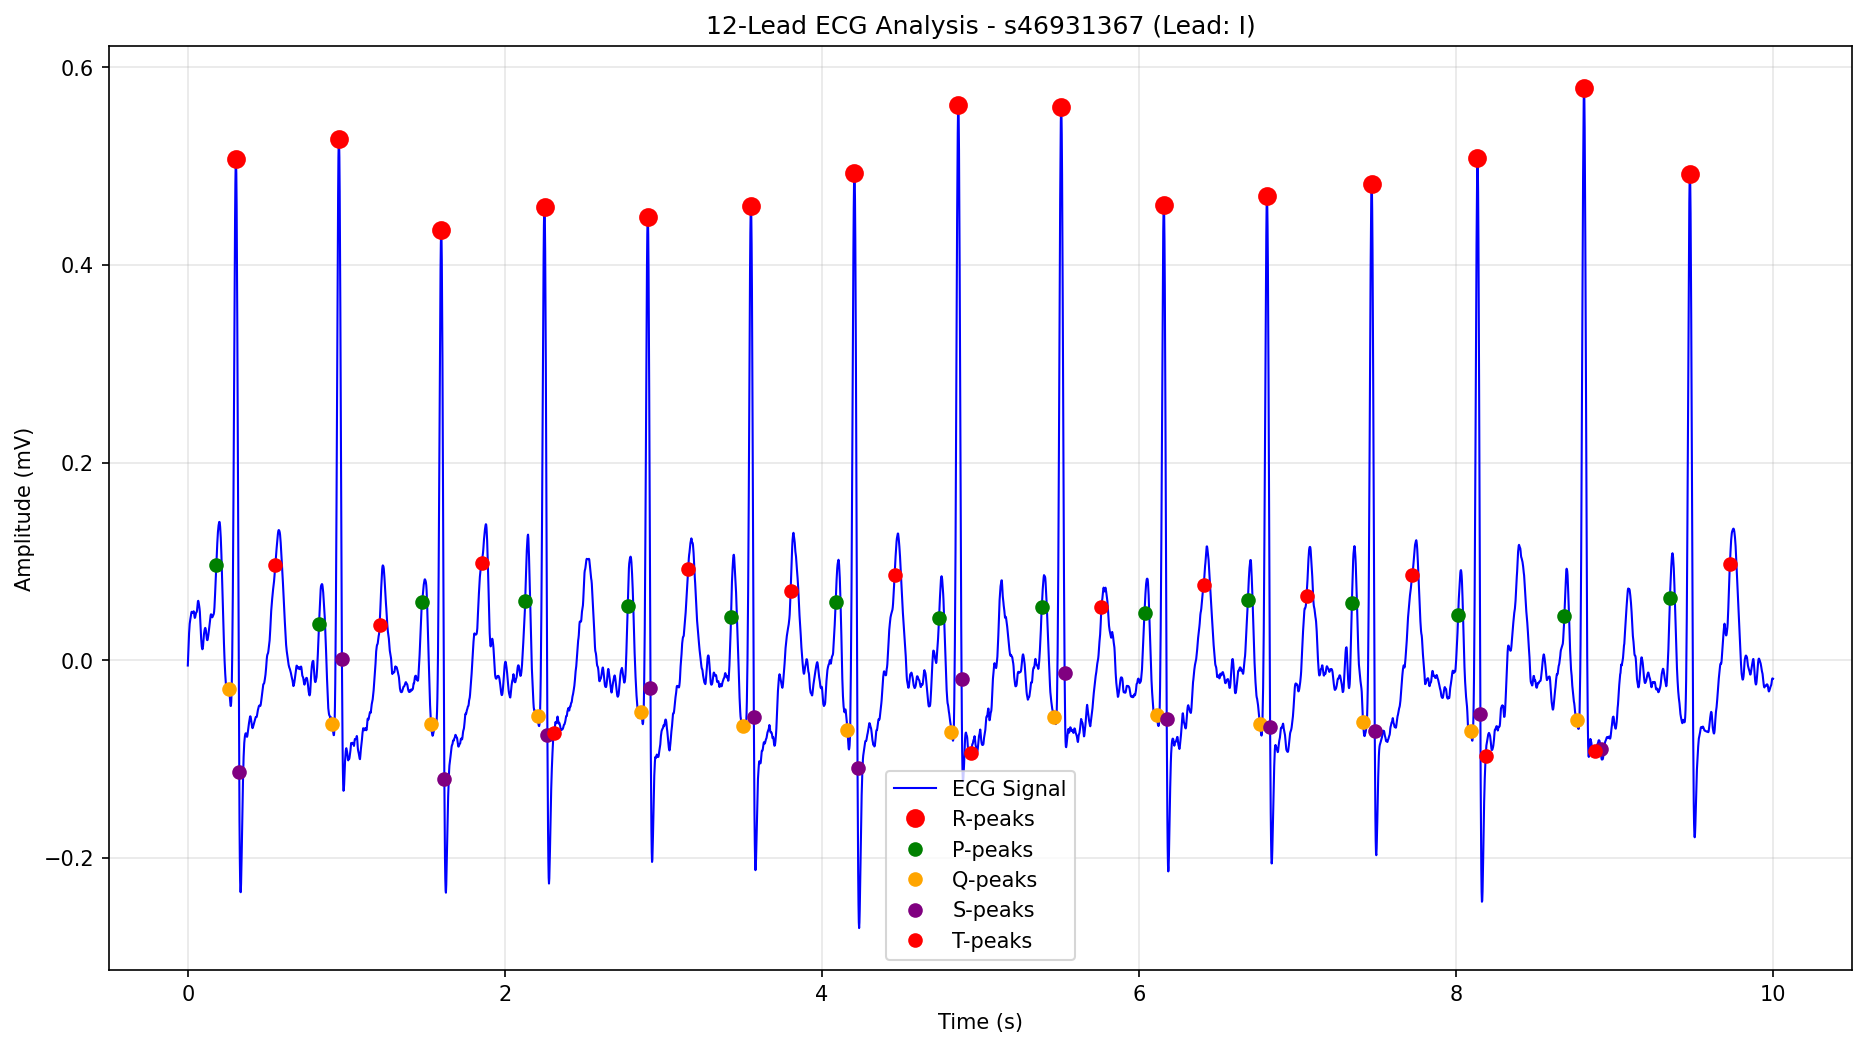 12-Lead ECG Analysis - s46931367 (Lead: I)
0.6
0.4
0.2
0.0
−0.2
Amplitude (mV)
ECG Signal
R-peaks
P-peaks
Q-peaks
S-peaks
T-peaks
0 2 4 6 8 10
Time (s)